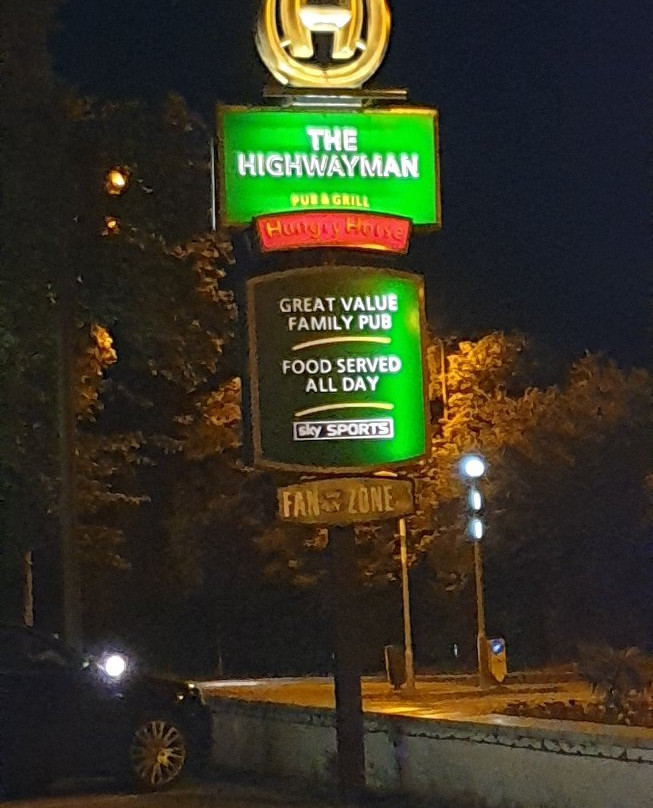 THE
HIGHWAYMAN
PUB & GRILL
Hungry Horse
GREAT VALUE
FAMILY PUB
FOOD SERVED
ALL DAY
sky SPORTS
FAN ZONE